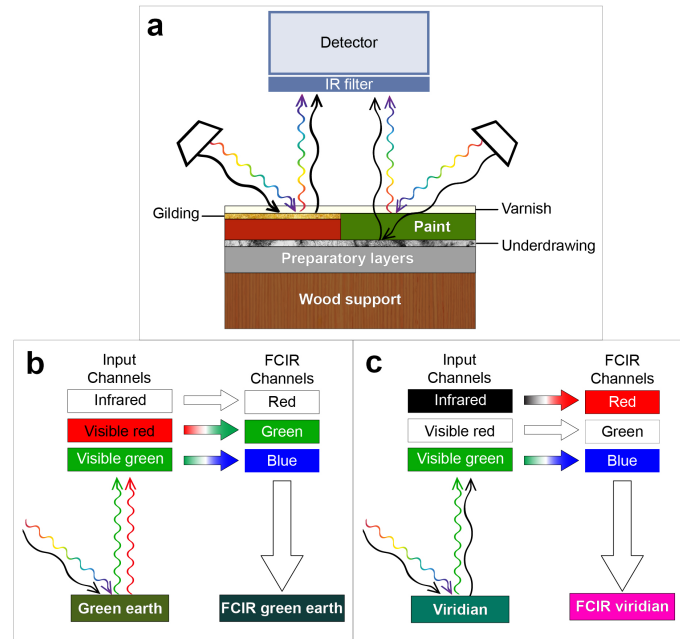 a
Detector
IR filter
Gilding
Varnish
Paint
Underdrawing
Preparatory layers
Wood support
b
Input
Channels
FCIR
Channels
Infrared
Red
Visible red
Green
Visible green
Blue
Green earth
FCIR green earth
c
Input
Channels
FCIR
Channels
Infrared
Red
Visible red
Green
Visible green
Blue
Viridian
FCIR viridian